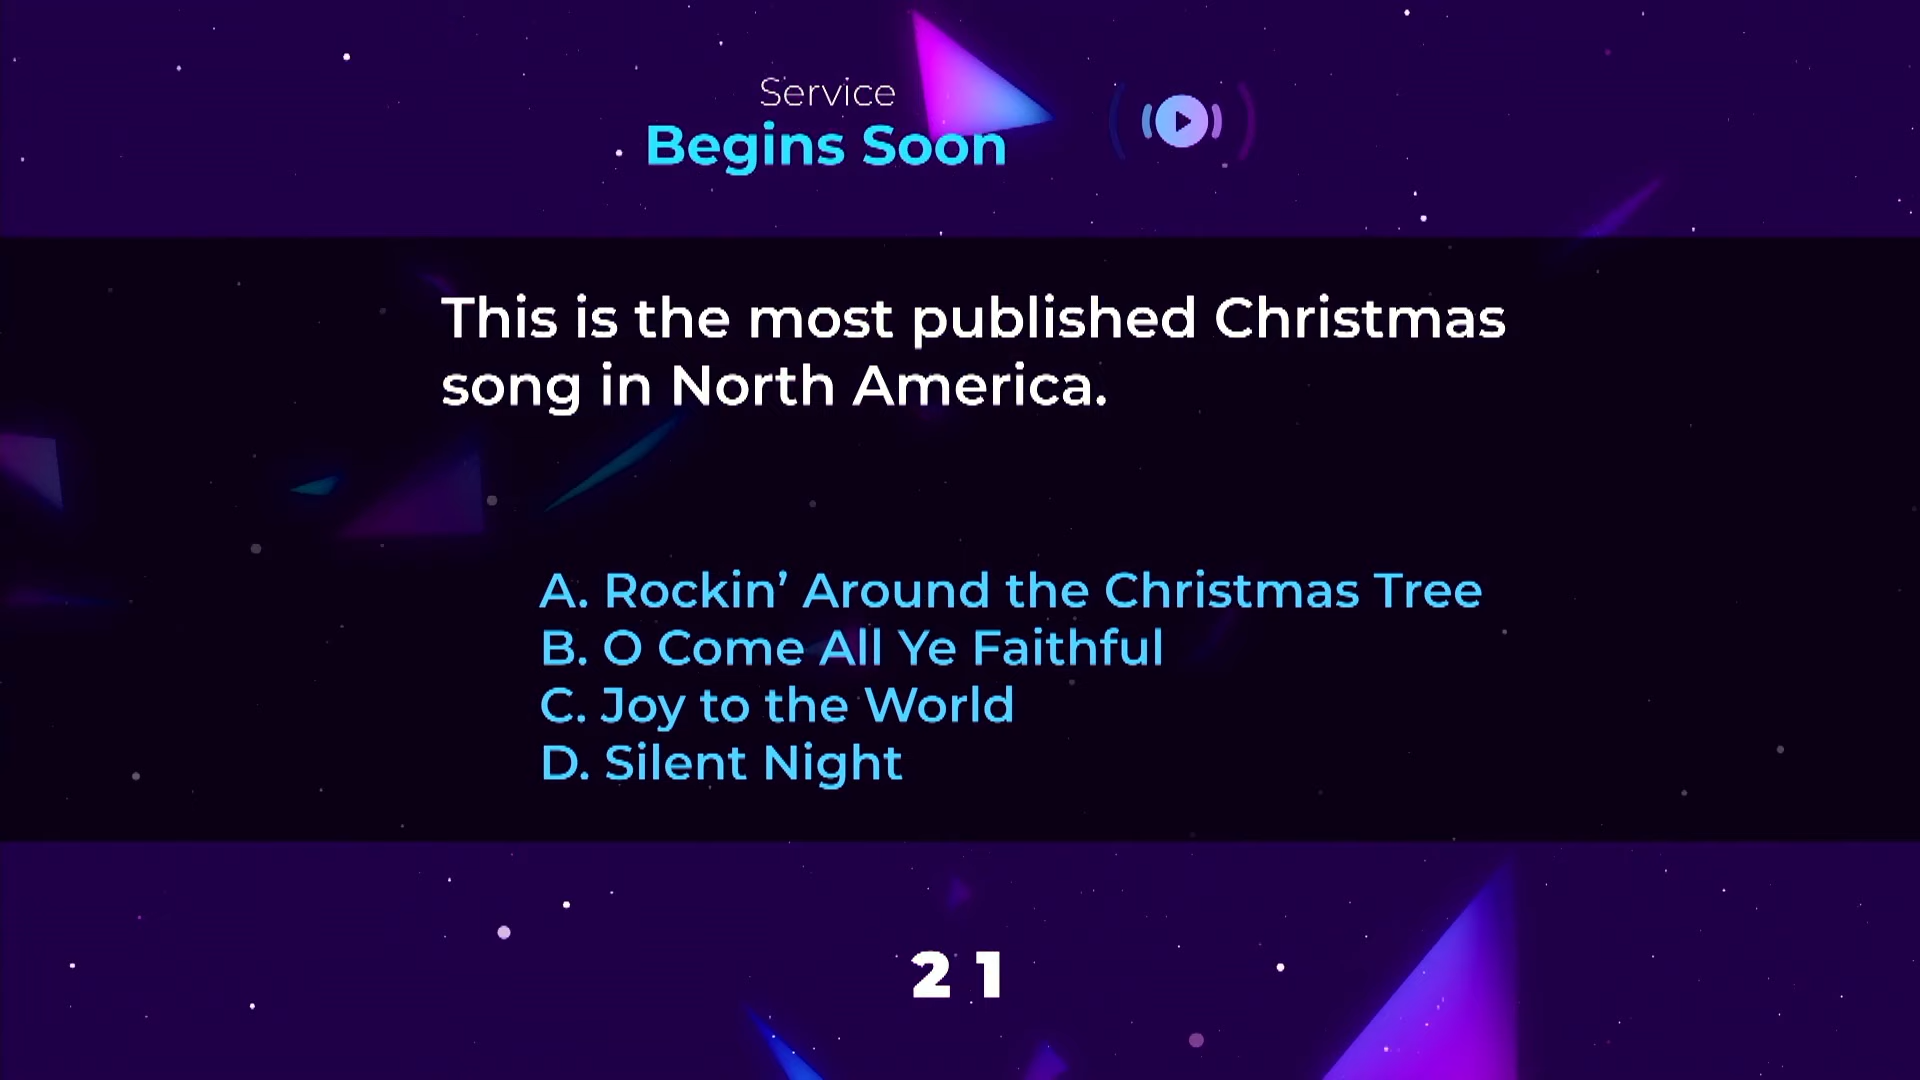 Service
Begins Soon
This is the most published Christmas
song in North America.
A. Rockin’ Around the Christmas Tree
B. O Come All Ye Faithful
C. Joy to the World
D. Silent Night
21